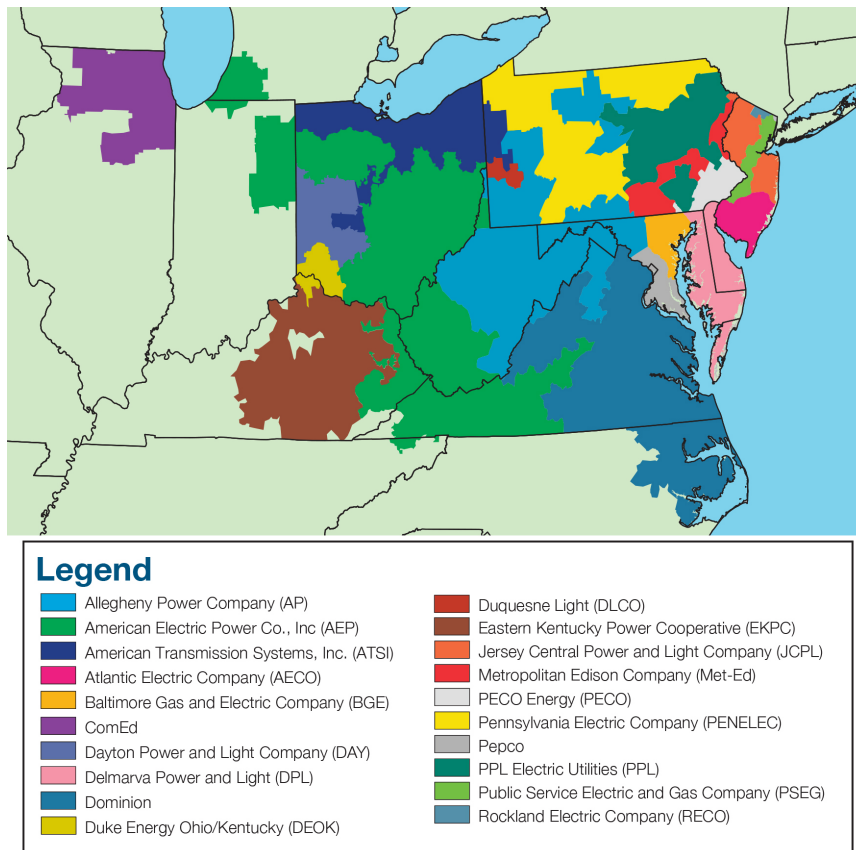 Legend
Allegheny Power Company (AP)
American Electric Power Co., Inc (AEP)
American Transmission Systems, Inc. (ATSI)
Atlantic Electric Company (AECO)
Baltimore Gas and Electric Company (BGE)
ComEd
Dayton Power and Light Company (DAY)
Delmarva Power and Light (DPL)
Dominion
Duke Energy Ohio/Kentucky (DEOK)
Duquesne Light (DLCO)
Eastern Kentucky Power Cooperative (EKPC)
Jersey Central Power and Light Company (JCPL)
Metropolitan Edison Company (Met-Ed)
PECO Energy (PECO)
Pennsylvania Electric Company (PENELEC)
Pepco
PPL Electric Utilities (PPL)
Public Service Electric and Gas Company (PSEG)
Rockland Electric Company (RECO)